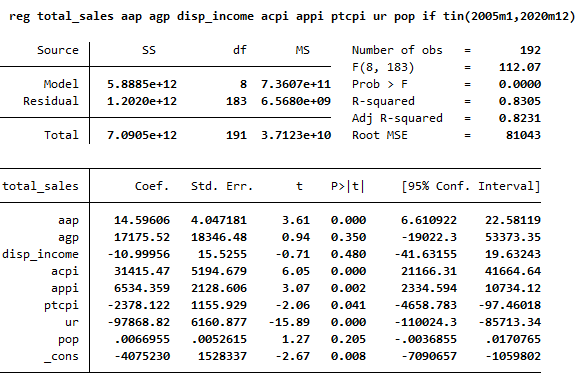 reg total_sales aap agp disp_income acpi appi ptcpi ur pop if tin(2005m1,2020m12)
Source SS df MS Number of obs = 192
F(8, 183) = 112.07
Model 5.8885e+12 8 7.3607e+11 Prob > F = 0.0000
Residual 1.2020e+12 183 6.5680e+09 R-squared = 0.8305
Adj R-squared = 0.8231
Total 7.0905e+12 191 3.7123e+10 Root MSE = 81043
total_sales Coef. Std. Err. t P>|t| [95% Conf. Interval]
aap 14.59606 4.047181 3.61 0.000 6.610922 22.58119
agp 17175.52 18346.48 0.94 0.350 -19022.3 53373.35
disp_income -10.99956 15.5255 -0.71 0.480 -41.63155 19.63243
acpi 31415.47 5194.679 6.05 0.000 21166.31 41664.64
appi 6534.359 2128.606 3.07 0.002 2334.594 10734.12
ptcpi -2378.122 1155.929 -2.06 0.041 -4658.783 -97.46018
ur -97868.82 6160.877 -15.89 0.000 -110024.3 -85713.34
pop .0066955 .0052615 1.27 0.205 -.0036855 .0170765
_cons -4075230 1528337 -2.67 0.008 -7090657 -1059802